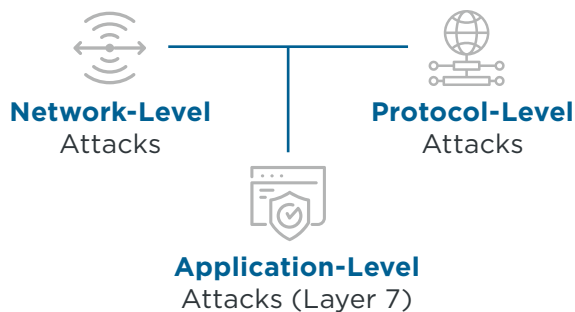 Network-Level
Attacks
Protocol-Level
Attacks
Application-Level
Attacks (Layer 7)